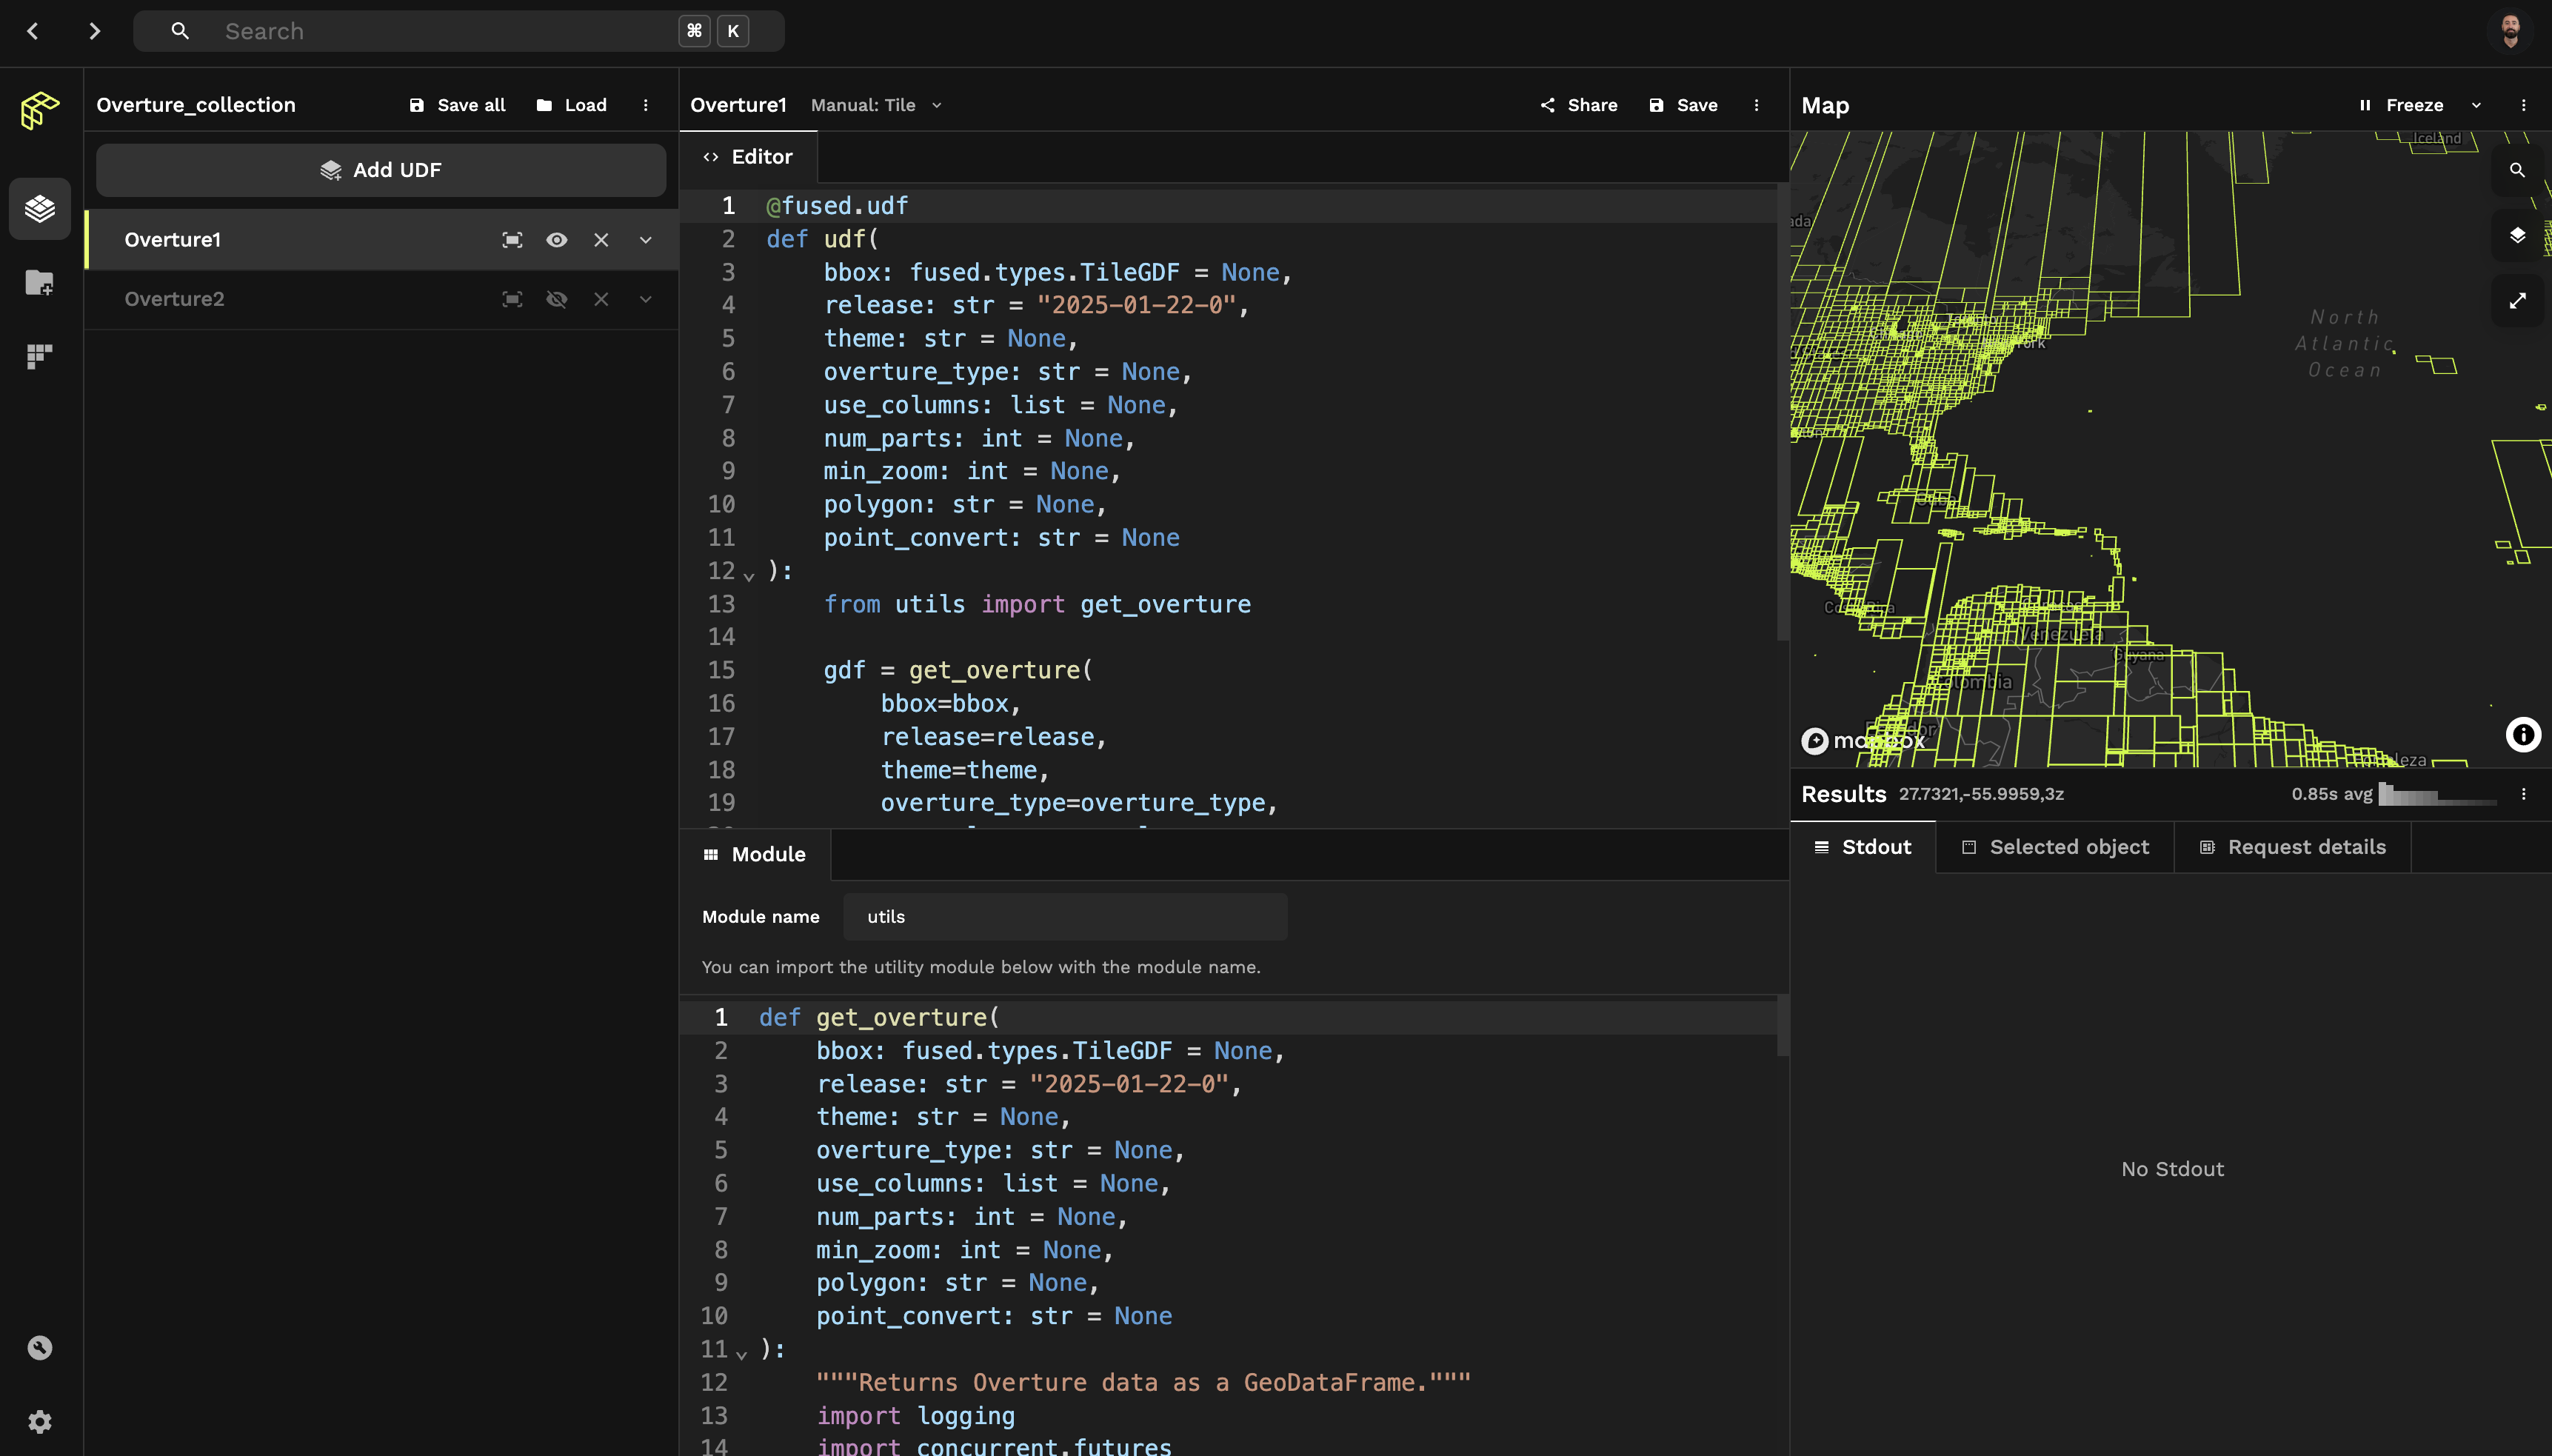 Search ⌘ K
Overture_collection Save all Load
Add UDF
Overture1
Overture2
Overture1 Manual: Tile Share Save
Editor
1 @fused.udf
2 def udf(
3 bbox: fused.types.TileGDF = None,
4 release: str = "2025-01-22-0",
5 theme: str = None,
6 overture_type: str = None,
7 use_columns: list = None,
8 num_parts: int = None,
9 min_zoom: int = None,
10 polygon: str = None,
11 point_convert: str = None
12 ):
13 from utils import get_overture
14
15 gdf = get_overture(
16 bbox=bbox,
17 release=release,
18 theme=theme,
19 overture_type=overture_type,
Module
Module name utils
You can import the utility module below with the module name.
1 def get_overture(
2 bbox: fused.types.TileGDF = None,
3 release: str = "2025-01-22-0",
4 theme: str = None,
5 overture_type: str = None,
6 use_columns: list = None,
7 num_parts: int = None,
8 min_zoom: int = None,
9 polygon: str = None,
10 point_convert: str = None
11 ):
12 """Returns Overture data as a GeoDataFrame."""
13 import logging
14 import concurrent.futures
Map Freeze
Iceland
North
Atlantic
Ocean
Cuba
Venezuela
Guyana
mapbox
Results 27.7321,-55.9959,3z 0.85s avg
Stdout Selected object Request details
No Stdout